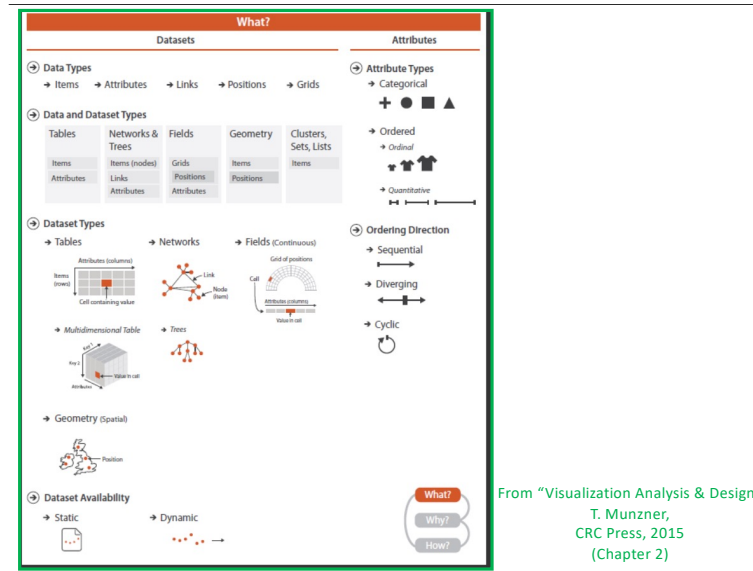 What?
Datasets
Attributes
Data Types
Items Attributes Links Positions Grids
Data and Dataset Types
Tables Networks & Trees Fields Geometry Clusters, Sets, Lists
Items Items (nodes) Grids Items Items
Attributes Links Positions Positions
Attributes Attributes
Dataset Types
Tables Networks Fields (Continuous)
Attributes (columns)
Items (rows)
Cell containing value
Link
Node (item)
Grid of positions
Cell
Attributes (columns)
Value in cell
Multidimensional Table Trees
Key 1
Key 2
Value in cell
Attributes
Geometry (Spatial)
Position
Dataset Availability
Static Dynamic
Attribute Types
Categorical
Ordered
Ordinal
Quantitative
Ordering Direction
Sequential
Diverging
Cyclic
What?
Why?
How?
From “Visualization Analysis & Design
T. Munzner,
CRC Press, 2015
(Chapter 2)